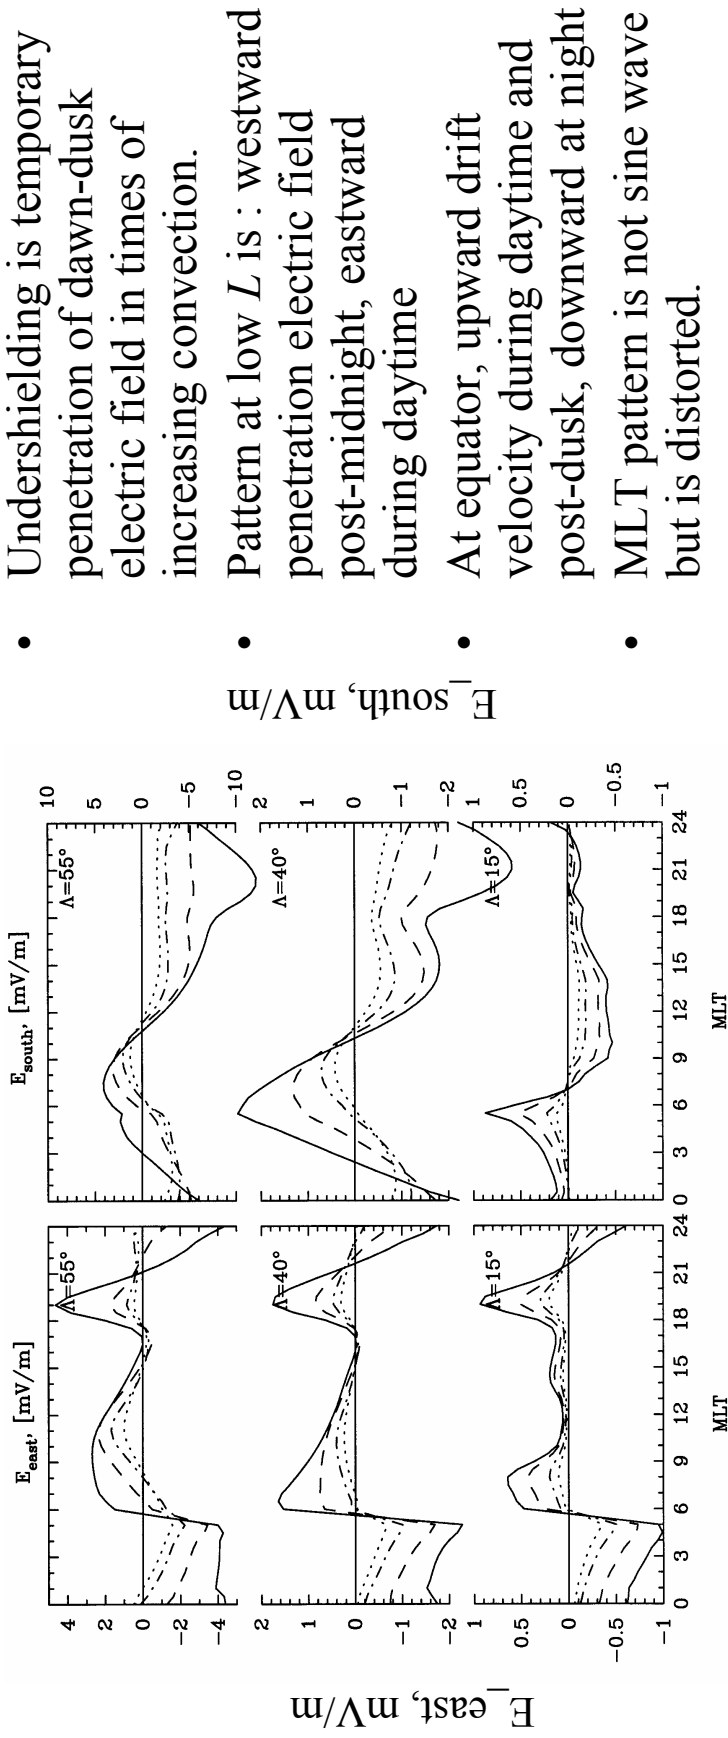 E_east, mV/m
E_east, [mV/m]
Λ=55°
4
2
0
−2
−4
Λ=40°
2
1
0
−1
−2
Λ=15°
1
0.5
0
−0.5
−1
0 3 6 9 12 15 18 21 24
MLT
E_south, [mV/m]
Λ=55°
10
5
0
−5
−10
Λ=40°
2
1
0
−1
−2
Λ=15°
1
0.5
0
−0.5
−1
0 3 6 9 12 15 18 21 24
MLT
E_south, mV/m
• Undershielding is temporary
penetration of dawn-dusk
electric field in times of
increasing convection.
• Pattern at low L is : westward
penetration electric field
post-midnight, eastward
during daytime
• At equator, upward drift
velocity during daytime and
post-dusk, downward at night
• MLT pattern is not sine wave
but is distorted.